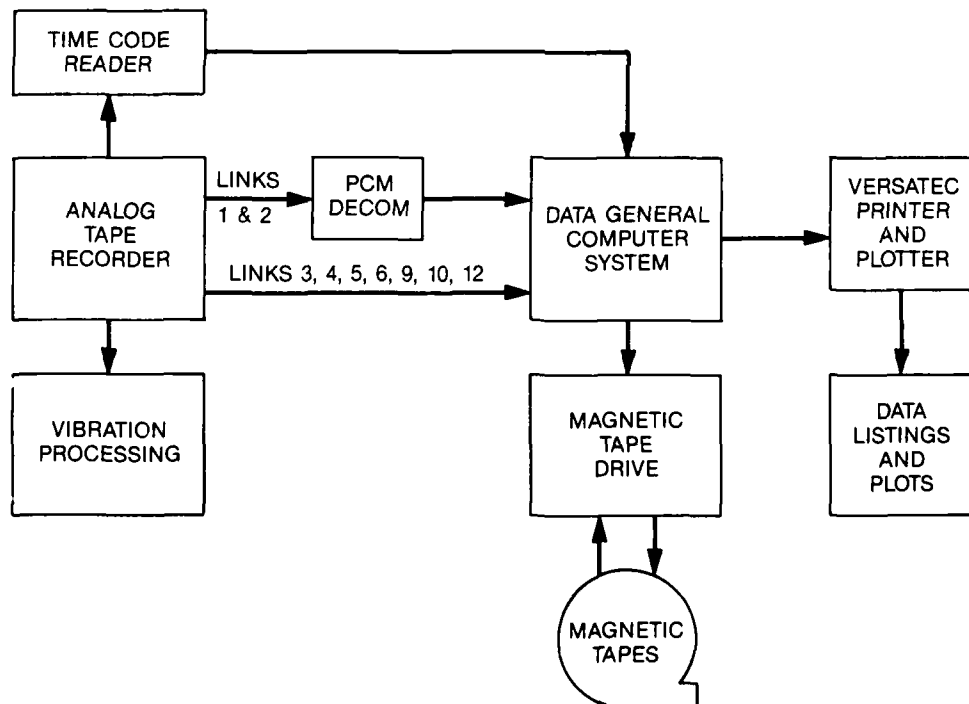 TIME CODE
READER
ANALOG
TAPE
RECORDER
LINKS
1 & 2
PCM
DECOM
LINKS 3, 4, 5, 6, 9, 10, 12
DATA GENERAL
COMPUTER
SYSTEM
VERSATEC
PRINTER
AND
PLOTTER
VIBRATION
PROCESSING
MAGNETIC
TAPE
DRIVE
DATA
LISTINGS
AND
PLOTS
MAGNETIC
TAPES